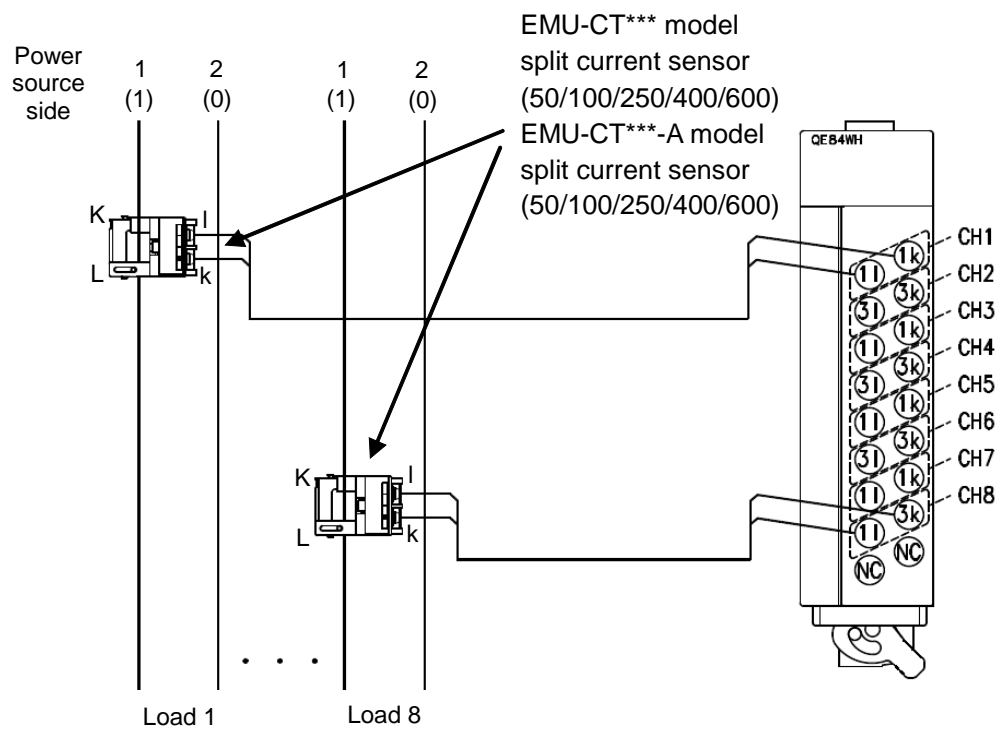 EMU-CT*** model
split current sensor
(50/100/250/400/600)
EMU-CT***-A model
split current sensor
(50/100/250/400/600)
Power
source
side
1
(1)
2
(0)
1
(1)
2
(0)
QE84WH
K
l
L
k
K
l
L
k
1k
CH1
1l
3k
CH2
3l
1k
CH3
1l
3k
CH4
3l
1k
CH5
1l
3k
CH6
3l
1k
CH7
1l
3k
CH8
1l
NC
NC
. . .
Load 1
Load 8